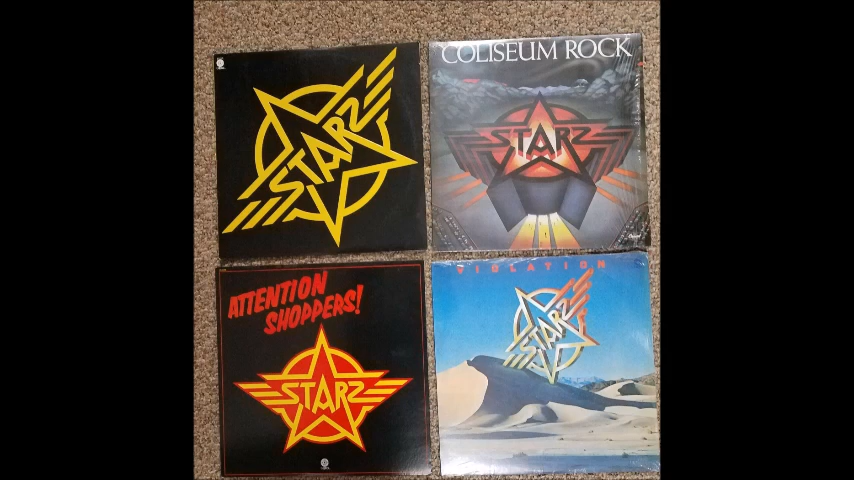 STARZ
COLISEUM ROCK
STARZ
ATTENTION
SHOPPERS!
STARZ
VIOLATION
STARZ